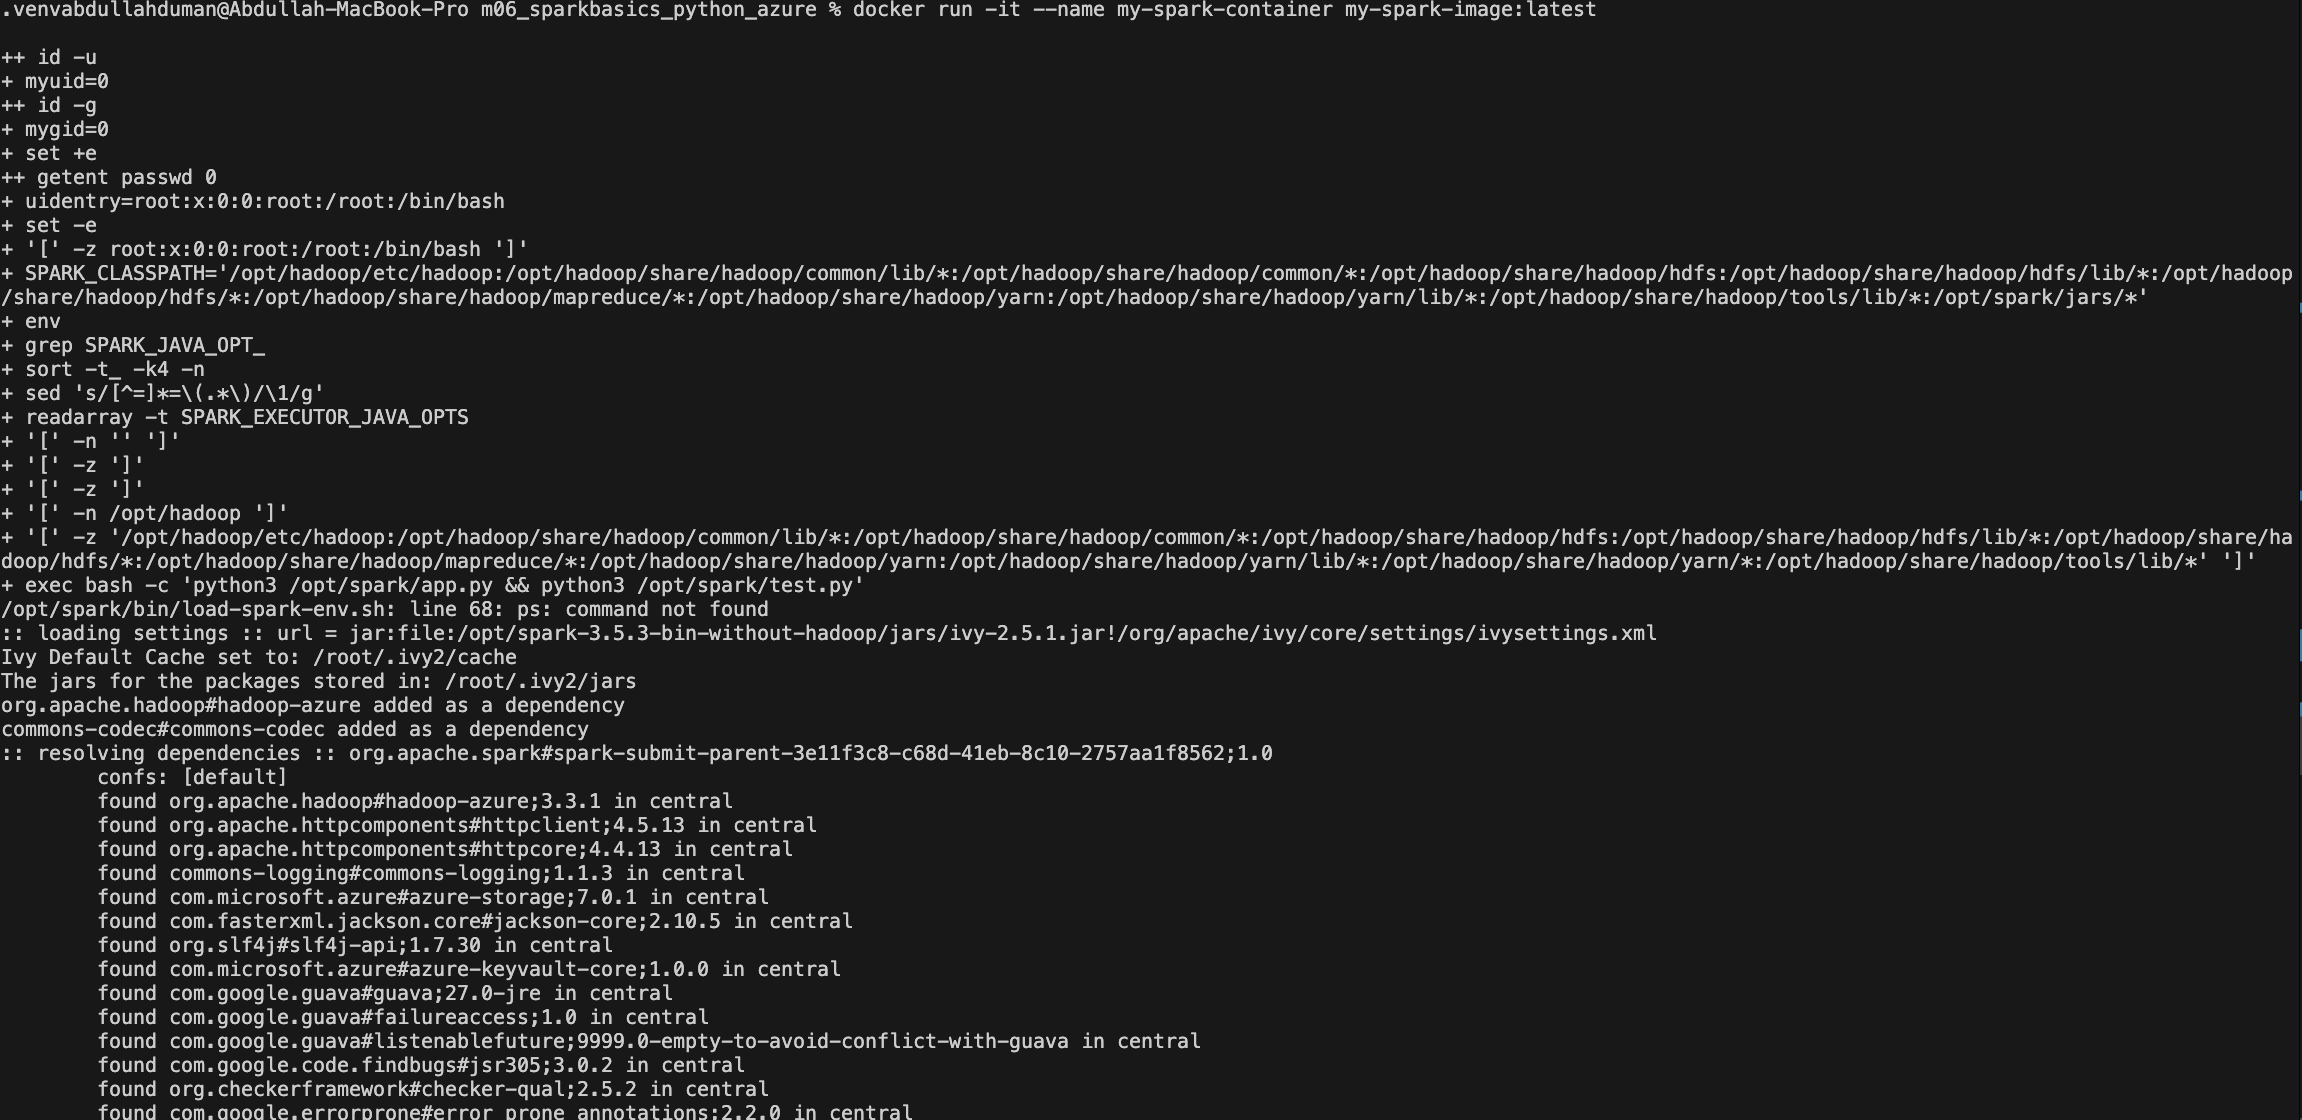 .venvabdullahduman@Abdullah-MacBook-Pro m06_sparkbasics_python_azure % docker run -it --name my-spark-container my-spark-image:latest
++ id -u
+ myuid=0
++ id -g
+ mygid=0
+ set +e
++ getent passwd 0
+ uidentry=root:x:0:0:root:/root:/bin/bash
+ set -e
+ '[' -z root:x:0:0:root:/root:/bin/bash ']'
+ SPARK_CLASSPATH='/opt/hadoop/etc/hadoop:/opt/hadoop/share/hadoop/common/lib/*:/opt/hadoop/share/hadoop/common/*:/opt/hadoop/share/hadoop/hdfs:/opt/hadoop/share/hadoop/hdfs/lib/*:/opt/hadoop
/share/hadoop/hdfs/*:/opt/hadoop/share/hadoop/mapreduce/*:/opt/hadoop/share/hadoop/yarn:/opt/hadoop/share/hadoop/yarn/lib/*:/opt/hadoop/share/hadoop/tools/lib/*:/opt/spark/jars/*'
+ env
+ grep SPARK_JAVA_OPT_
+ sort -t_ -k4 -n
+ sed 's/[^=]*=\(.*\)/\1/g'
+ readarray -t SPARK_EXECUTOR_JAVA_OPTS
+ '[' -n '' ']'
+ '[' -z ']'
+ '[' -z ']'
+ '[' -n /opt/hadoop ']'
+ '[' -z '/opt/hadoop/etc/hadoop:/opt/hadoop/share/hadoop/common/lib/*:/opt/hadoop/share/hadoop/common/*:/opt/hadoop/share/hadoop/hdfs:/opt/hadoop/share/hadoop/hdfs/lib/*:/opt/hadoop/share/ha
doop/hdfs/*:/opt/hadoop/share/hadoop/mapreduce/*:/opt/hadoop/share/hadoop/yarn:/opt/hadoop/share/hadoop/yarn/lib/*:/opt/hadoop/share/hadoop/yarn/*:/opt/hadoop/share/hadoop/tools/lib/*' ']'
+ exec bash -c 'python3 /opt/spark/app.py && python3 /opt/spark/test.py'
/opt/spark/bin/load-spark-env.sh: line 68: ps: command not found
:: loading settings :: url = jar:file:/opt/spark-3.5.3-bin-without-hadoop/jars/ivy-2.5.1.jar!/org/apache/ivy/core/settings/ivysettings.xml
Ivy Default Cache set to: /root/.ivy2/cache
The jars for the packages stored in: /root/.ivy2/jars
org.apache.hadoop#hadoop-azure added as a dependency
commons-codec#commons-codec added as a dependency
:: resolving dependencies :: org.apache.spark#spark-submit-parent-3e11f3c8-c68d-41eb-8c10-2757aa1f8562;1.0
confs: [default]
found org.apache.hadoop#hadoop-azure;3.3.1 in central
found org.apache.httpcomponents#httpclient;4.5.13 in central
found org.apache.httpcomponents#httpcore;4.4.13 in central
found commons-logging#commons-logging;1.1.3 in central
found com.microsoft.azure#azure-storage;7.0.1 in central
found com.fasterxml.jackson.core#jackson-core;2.10.5 in central
found org.slf4j#slf4j-api;1.7.30 in central
found com.microsoft.azure#azure-keyvault-core;1.0.0 in central
found com.google.guava#guava;27.0-jre in central
found com.google.guava#failureaccess;1.0 in central
found com.google.guava#listenablefuture;9999.0-empty-to-avoid-conflict-with-guava in central
found com.google.code.findbugs#jsr305;3.0.2 in central
found org.checkerframework#checker-qual;2.5.2 in central
found com.google.errorprone#error_prone_annotations;2.2.0 in central